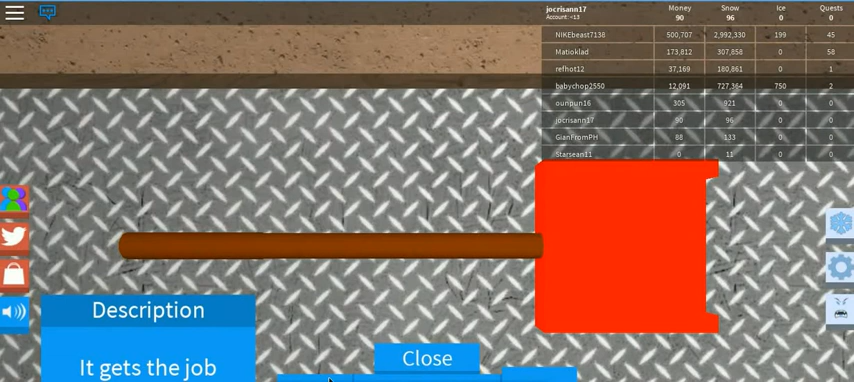 jocrisann17 Money Snow Ice Quests
Account: <13 90 96 0 0
NIKEbeast7138 500,707 2,992,330 199 45
Matioklad 173,812 307,858 0 58
refhot12 37,169 180,861 0 1
babychop2550 12,091 727,364 750 2
ounpun16 305 921 0 0
jocrisann17 90 96 0 0
GianFromPH 88 133 0 0
Starsean11 0 11 0 0
Description
It gets the job
Close